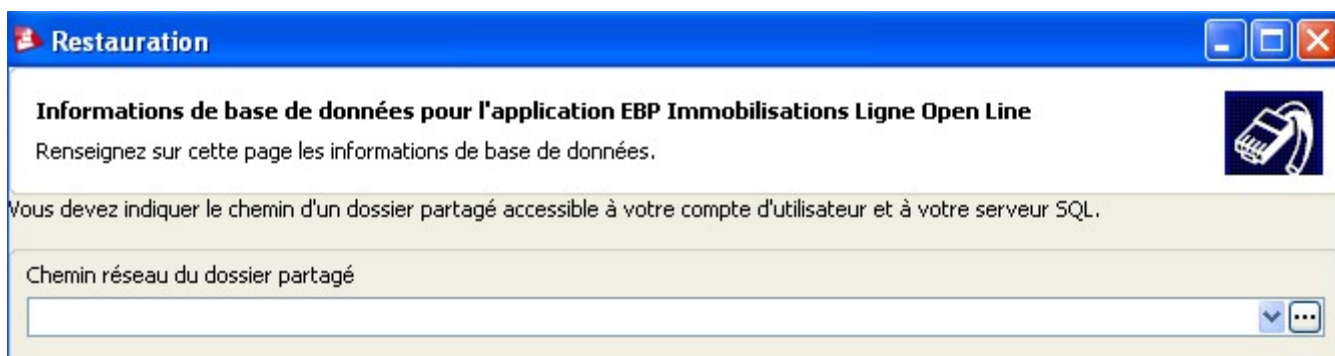 Restauration
Informations de base de données pour l'application EBP Immobilisations Ligne Open Line
Renseignez sur cette page les informations de base de données.
Vous devez indiquer le chemin d'un dossier partagé accessible à votre compte d'utilisateur et à votre serveur SQL.
Chemin réseau du dossier partagé